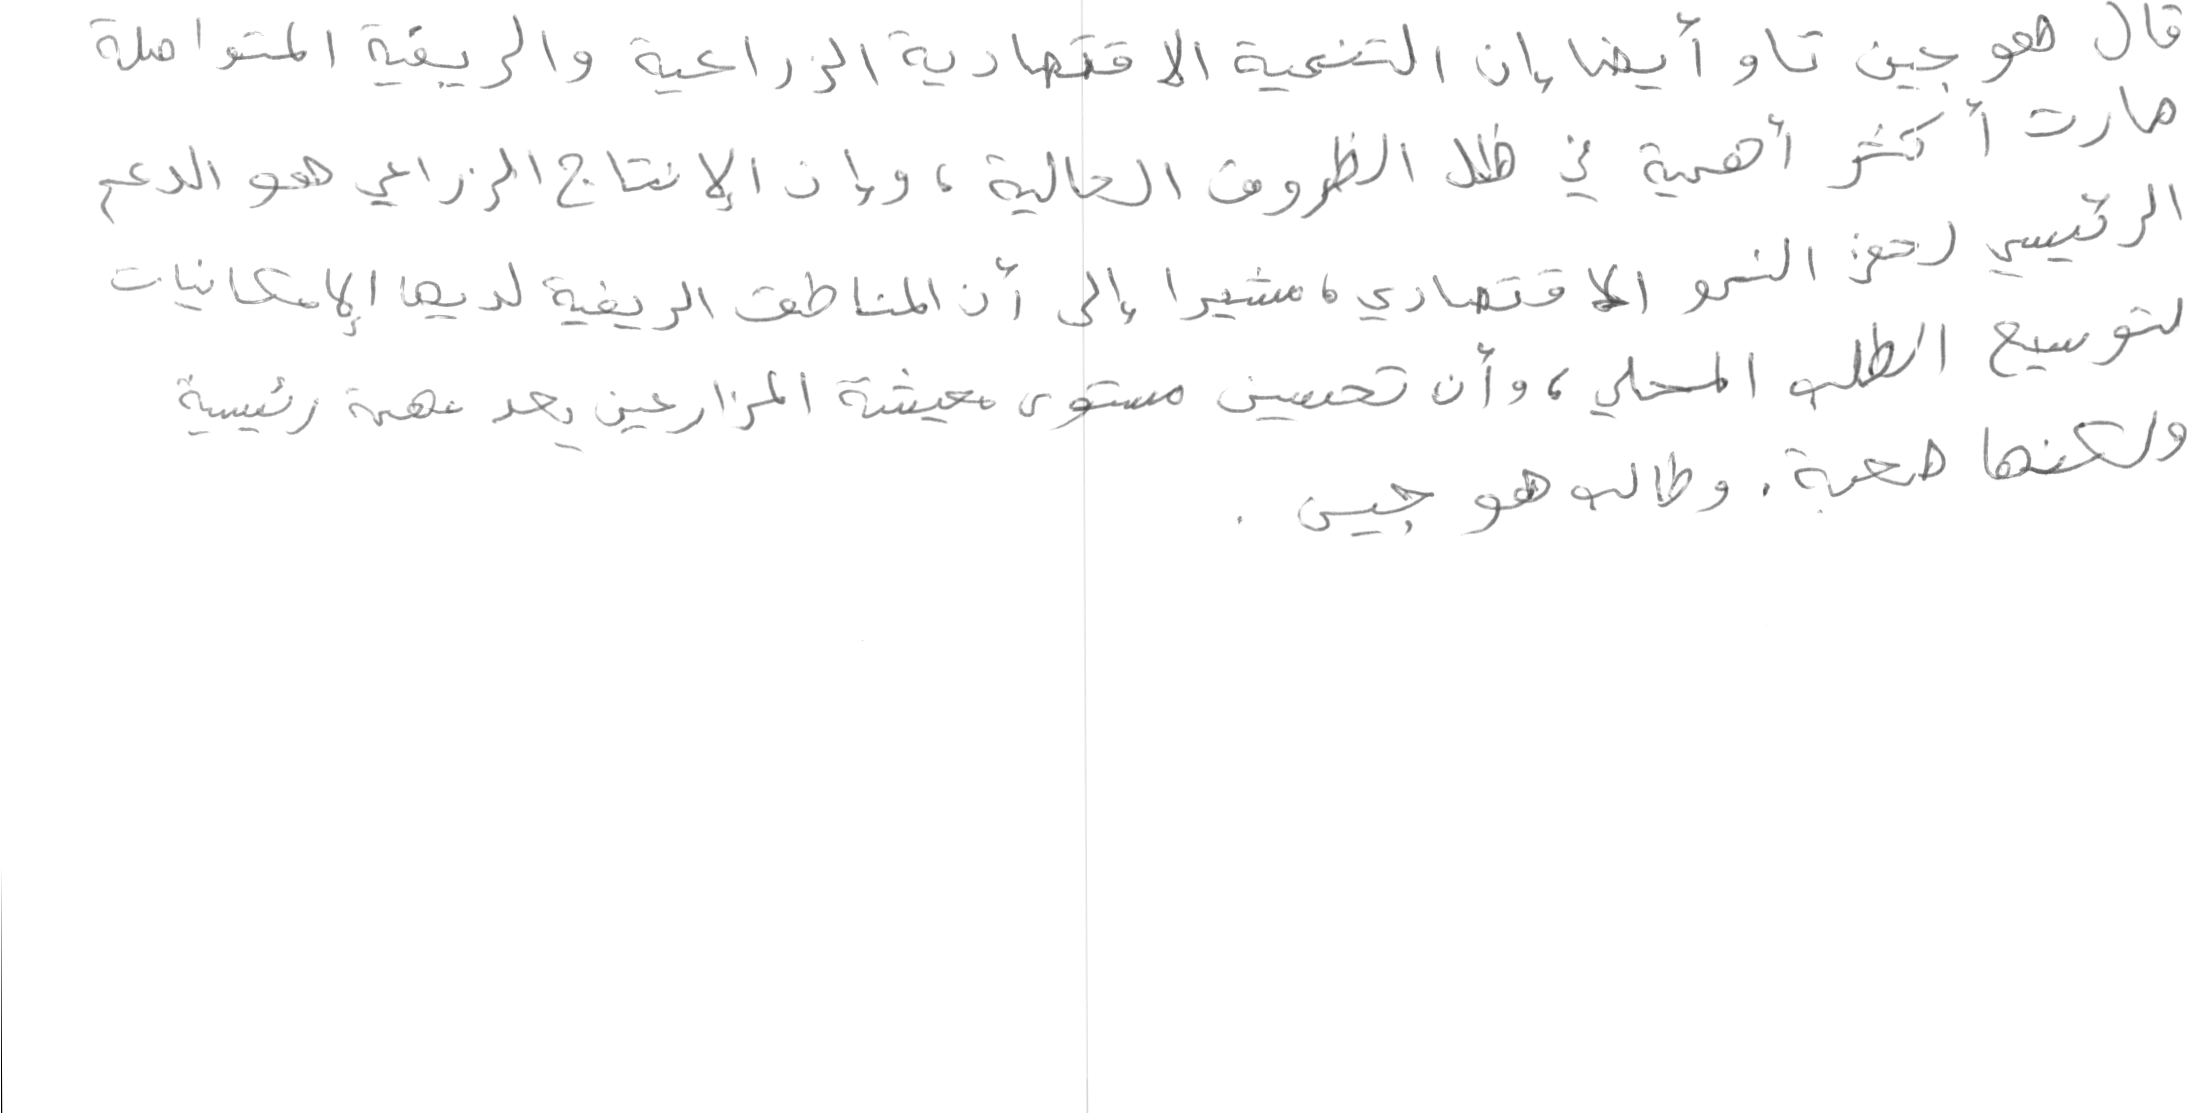 قال هو جين تاو أيضا إن التنمية الاقتصادية الزراعية والريفية المتواصلة
صارت أكثر أهمية في ظل الظروف الحالية، وإن الإنتاج الزراعي هو الدعم
الرئيسي لحفز النمو الاقتصادي، مشيرا إلى أن المناطق الريفية لديها الإمكانيات
لتوسيع الطلب المحلي، وأن تحسين مستوى معيشة المزارعين يعد مهمة رئيسية
ولكنها صعبة. وطالب هو جين .